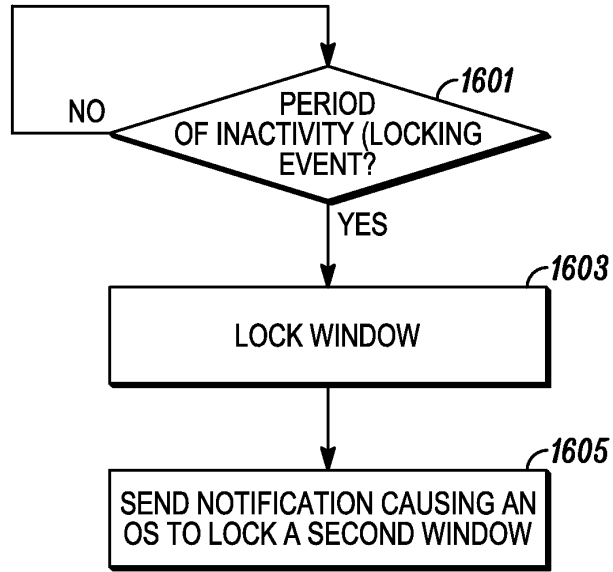 1601
PERIOD
OF INACTIVITY (LOCKING
EVENT?
NO
YES
1603
LOCK WINDOW
1605
SEND NOTIFICATION CAUSING AN
OS TO LOCK A SECOND WINDOW